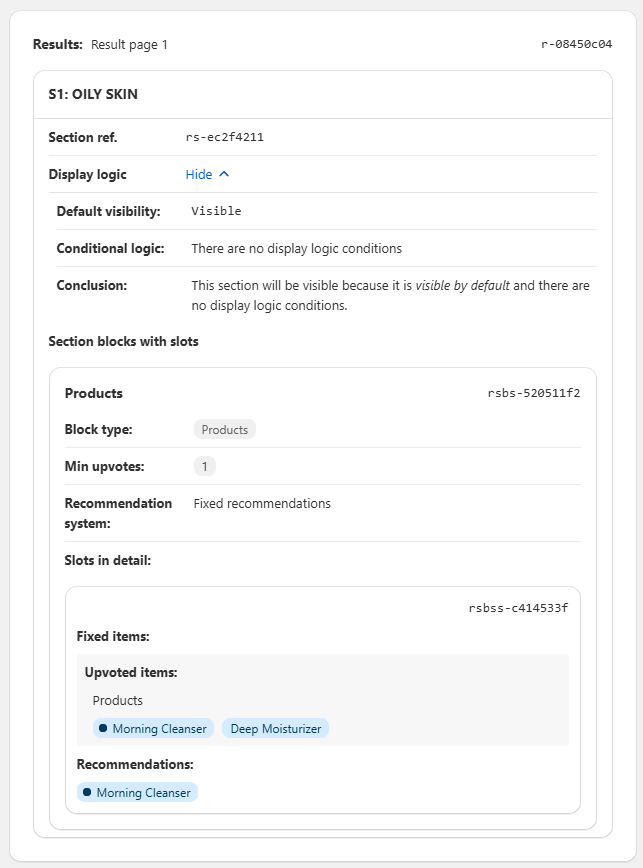 Results: Result page 1 r-08450c04
S1: OILY SKIN
Section ref. rs-ec2f4211
Display logic Hide
Default visibility: Visible
Conditional logic: There are no display logic conditions
Conclusion: This section will be visible because it is visible by default and there are
no display logic conditions.
Section blocks with slots
Products rsbs-520511f2
Block type: Products
Min upvotes: 1
Recommendation Fixed recommendations
system:
Slots in detail:
rsbss-c414533f
Fixed items:
Upvoted items:
Products
Morning Cleanser Deep Moisturizer
Recommendations:
Morning Cleanser